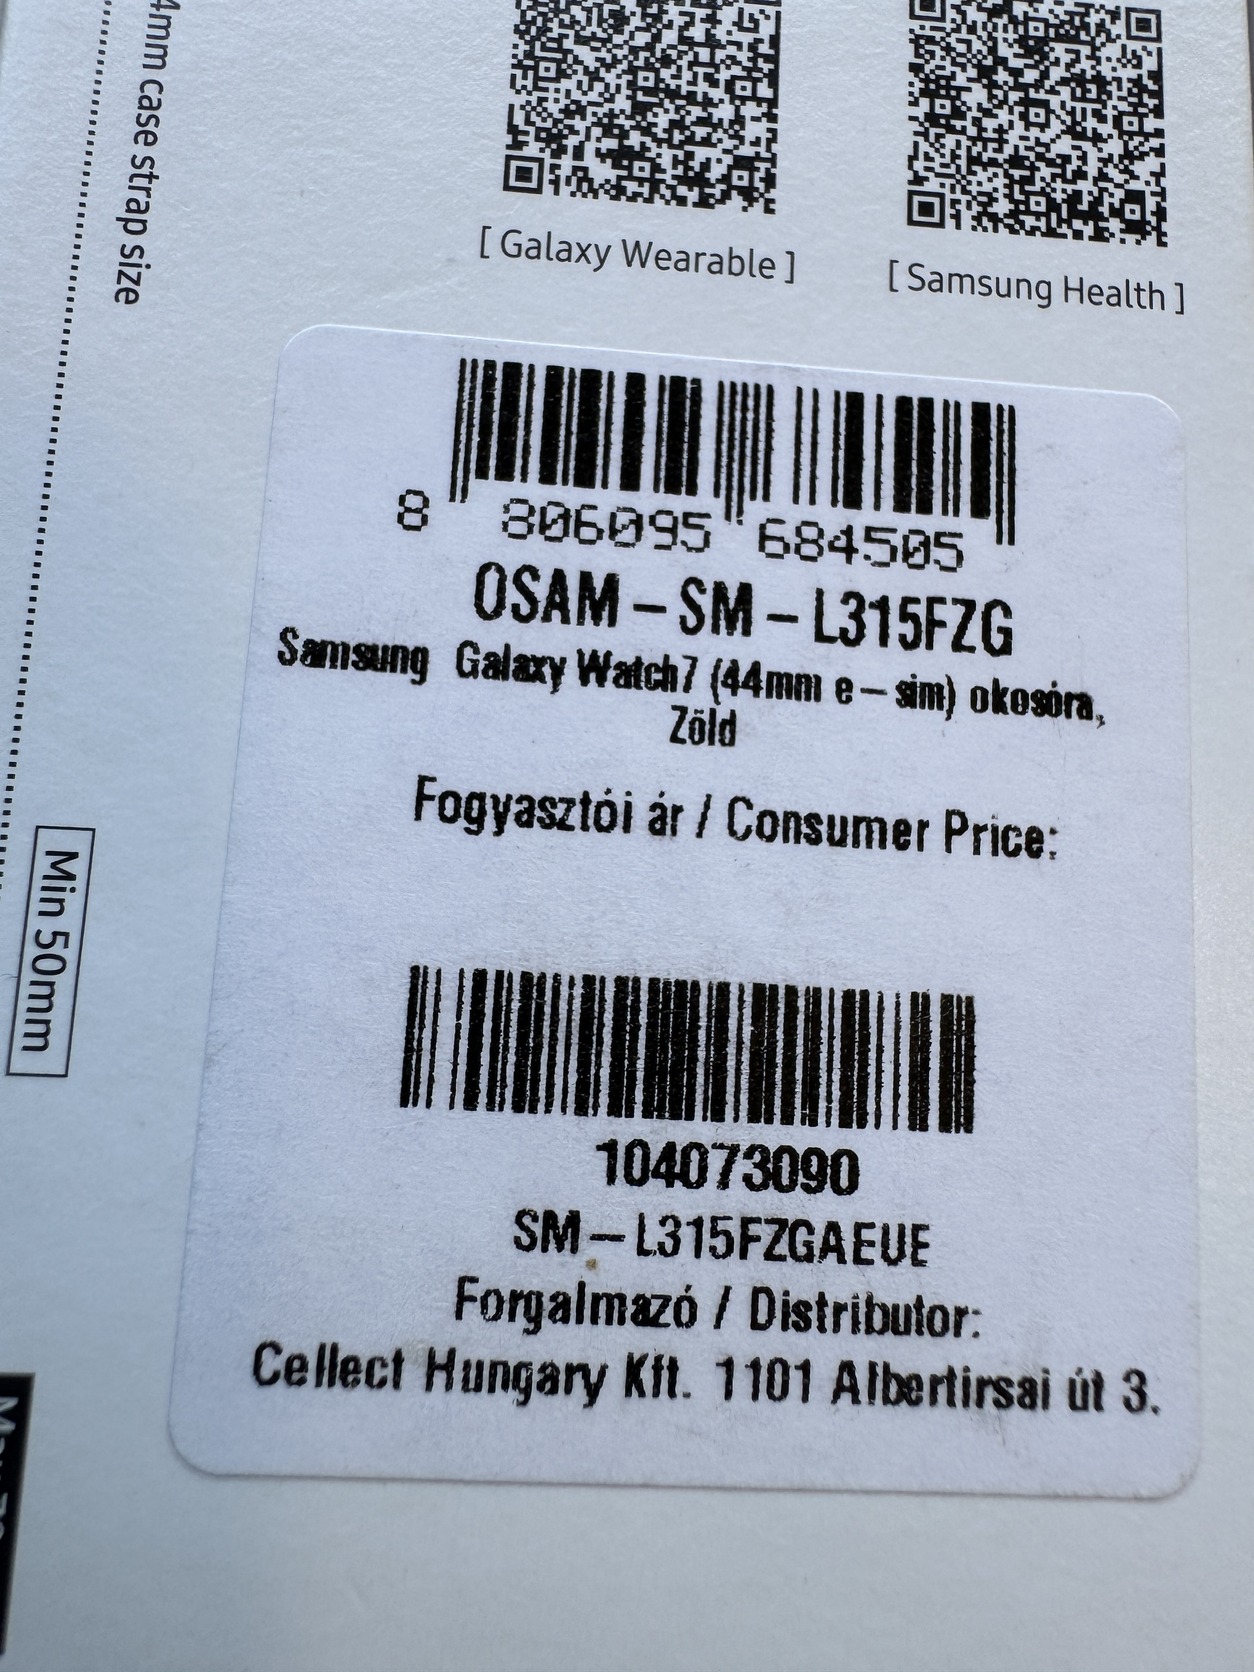 4mm case strap size
[ Galaxy Wearable ]
[ Samsung Health ]
8 806095 684505
OSAM-SM-L315FZG
Samsung Galaxy Watch7 (44mm e-sim) okosóra,
Zöld
Fogyasztói ár / Consumer Price:
Min 50mm
104073090
SM-L315FZGAEUE
Forgalmazó / Distributor:
Cellect Hungary Kft. 1101 Albertirsai út 3.